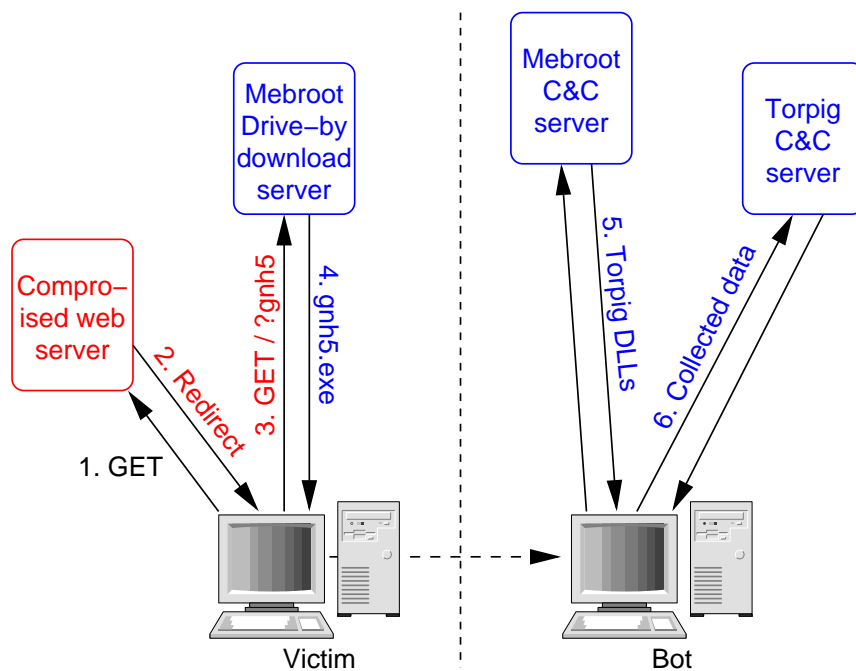 Mebroot
Drive−by
download
server
Mebroot
C&C
server
Torpig
C&C
server
Compro−
ised web
server
1. GET
2. Redirect
3. GET / ?gnh5
4. gnh5.exe
5. Torpig DLLs
6. Collected data
Victim
Bot